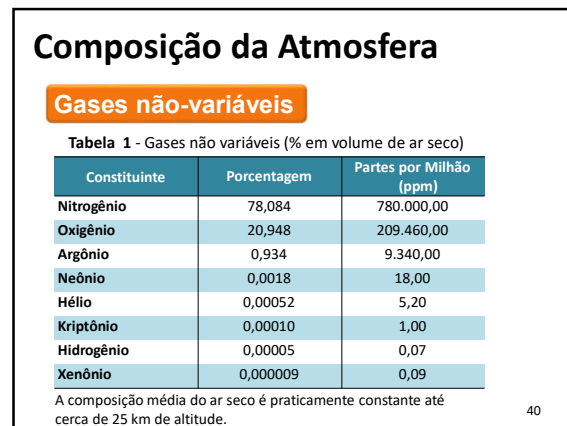 Composição da Atmosfera
Gases não-variáveis
Tabela 1 - Gases não variáveis (% em volume de ar seco)
Constituinte Porcentagem Partes por Milhão (ppm)
Nitrogênio 78,084 780.000,00
Oxigênio 20,948 209.460,00
Argônio 0,934 9.340,00
Neônio 0,0018 18,00
Hélio 0,00052 5,20
Kriptônio 0,00010 1,00
Hidrogênio 0,00005 0,07
Xenônio 0,000009 0,09
A composição média do ar seco é praticamente constante até
cerca de 25 km de altitude.
40